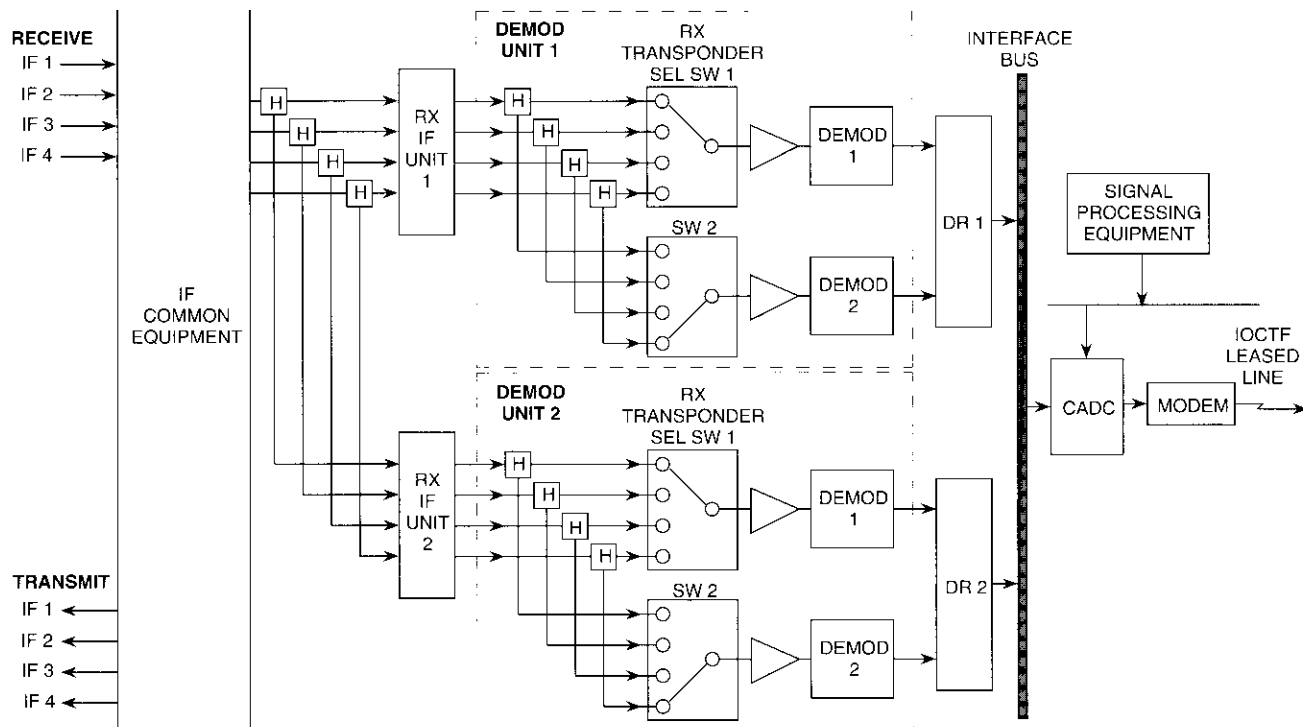 RECEIVE
IF 1
IF 2
IF 3
IF 4
IF
COMMON
EQUIPMENT
TRANSMIT
IF 1
IF 2
IF 3
IF 4
H
H
H
H
RX
IF
UNIT
1
DEMOD
UNIT 1
H
H
H
H
RX
TRANSPONDER
SEL SW 1
DEMOD
1
SW 2
DEMOD
2
DR 1
RX
IF
UNIT
2
DEMOD
UNIT 2
H
H
H
H
RX
TRANSPONDER
SEL SW 1
DEMOD
1
SW 2
DEMOD
2
DR 2
INTERFACE
BUS
SIGNAL
PROCESSING
EQUIPMENT
CADC
MODEM
IOCTF
LEASED
LINE